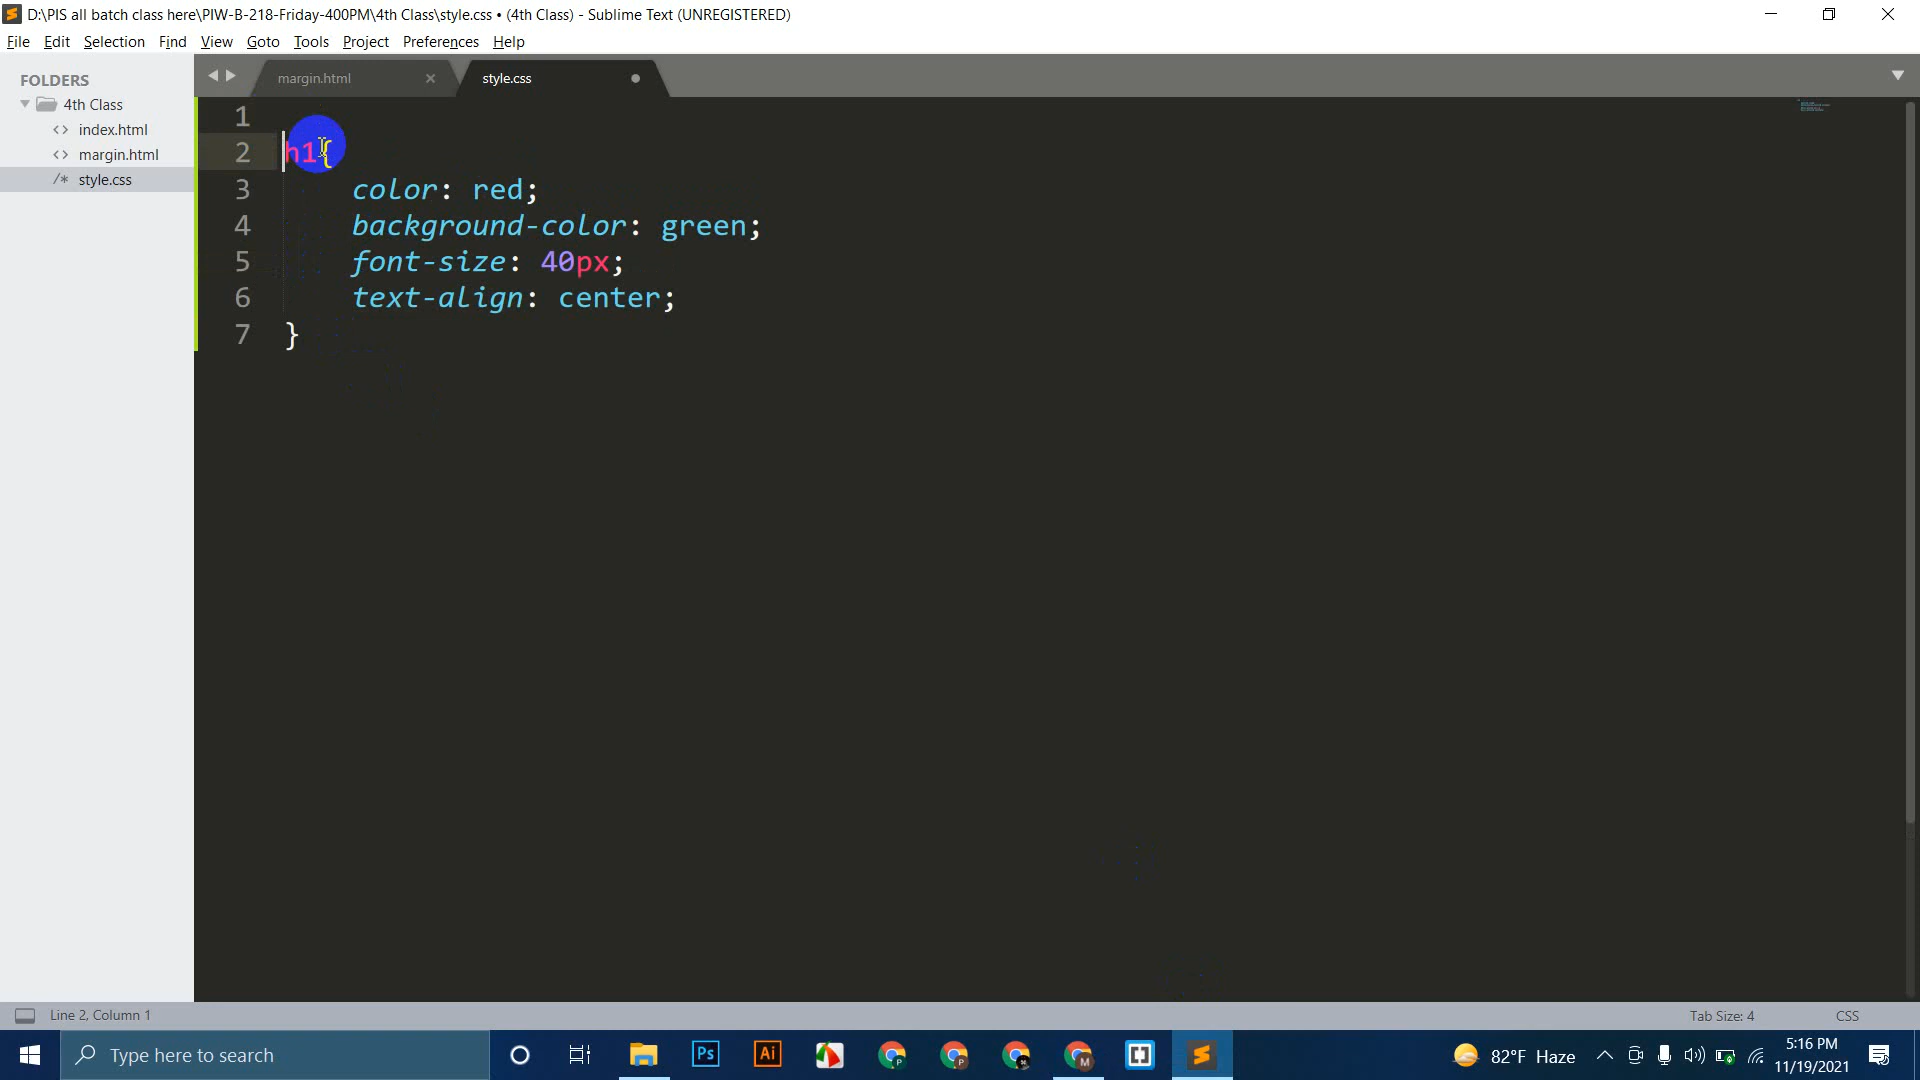 D:\PIS all batch class here\PIW-B-218-Friday-400PM\4th Class\style.css • (4th Class) - Sublime Text (UNREGISTERED)
File Edit Selection Find View Goto Tools Project Preferences Help
FOLDERS
4th Class
<> index.html
<> margin.html
/* style.css
margin.html
style.css
1
2 h1{
3 color: red;
4 background-color: green;
5 font-size: 40px;
6 text-align: center;
7 }
Line 2, Column 1
Tab Size: 4
CSS
Type here to search
Ps
Ai
P
P
M
82°F Haze
5:16 PM
11/19/2021